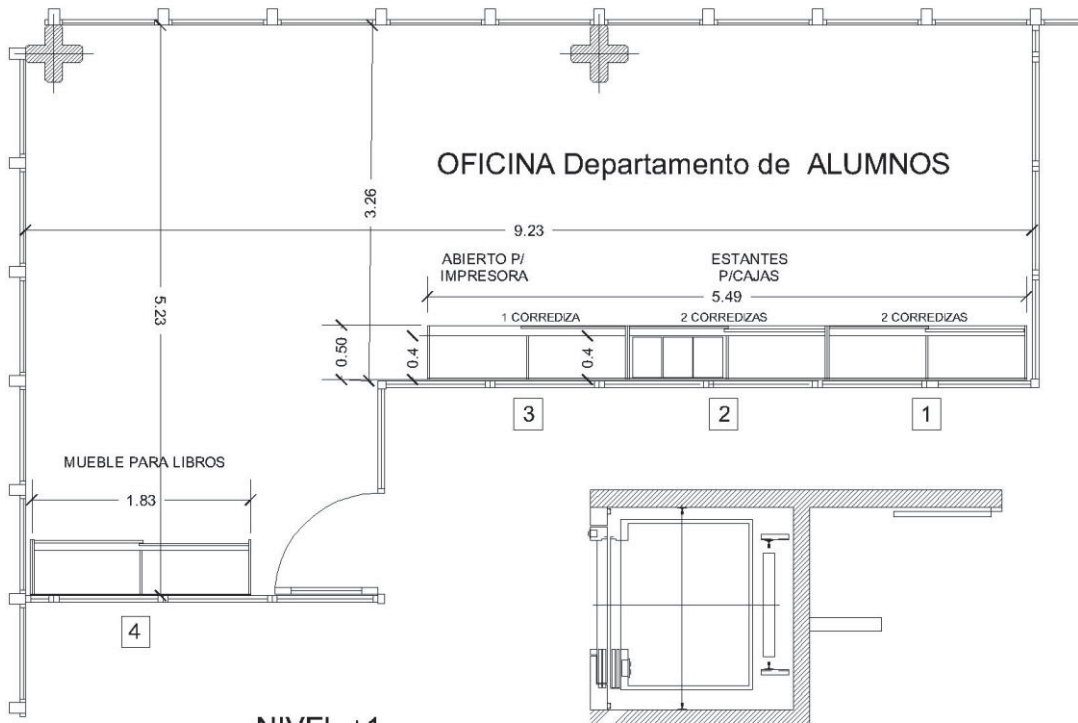 OFICINA Departamento de ALUMNOS
3.26
9.23
5.23
ABIERTO P/
IMPRESORA
ESTANTES
P/CAJAS
5.49
1 CORREDIZA
2 CORREDIZAS
2 CORREDIZAS
0.50
0.4
0.4
3
2
1
MUEBLE PARA LIBROS
1.83
4
NIVEL +1